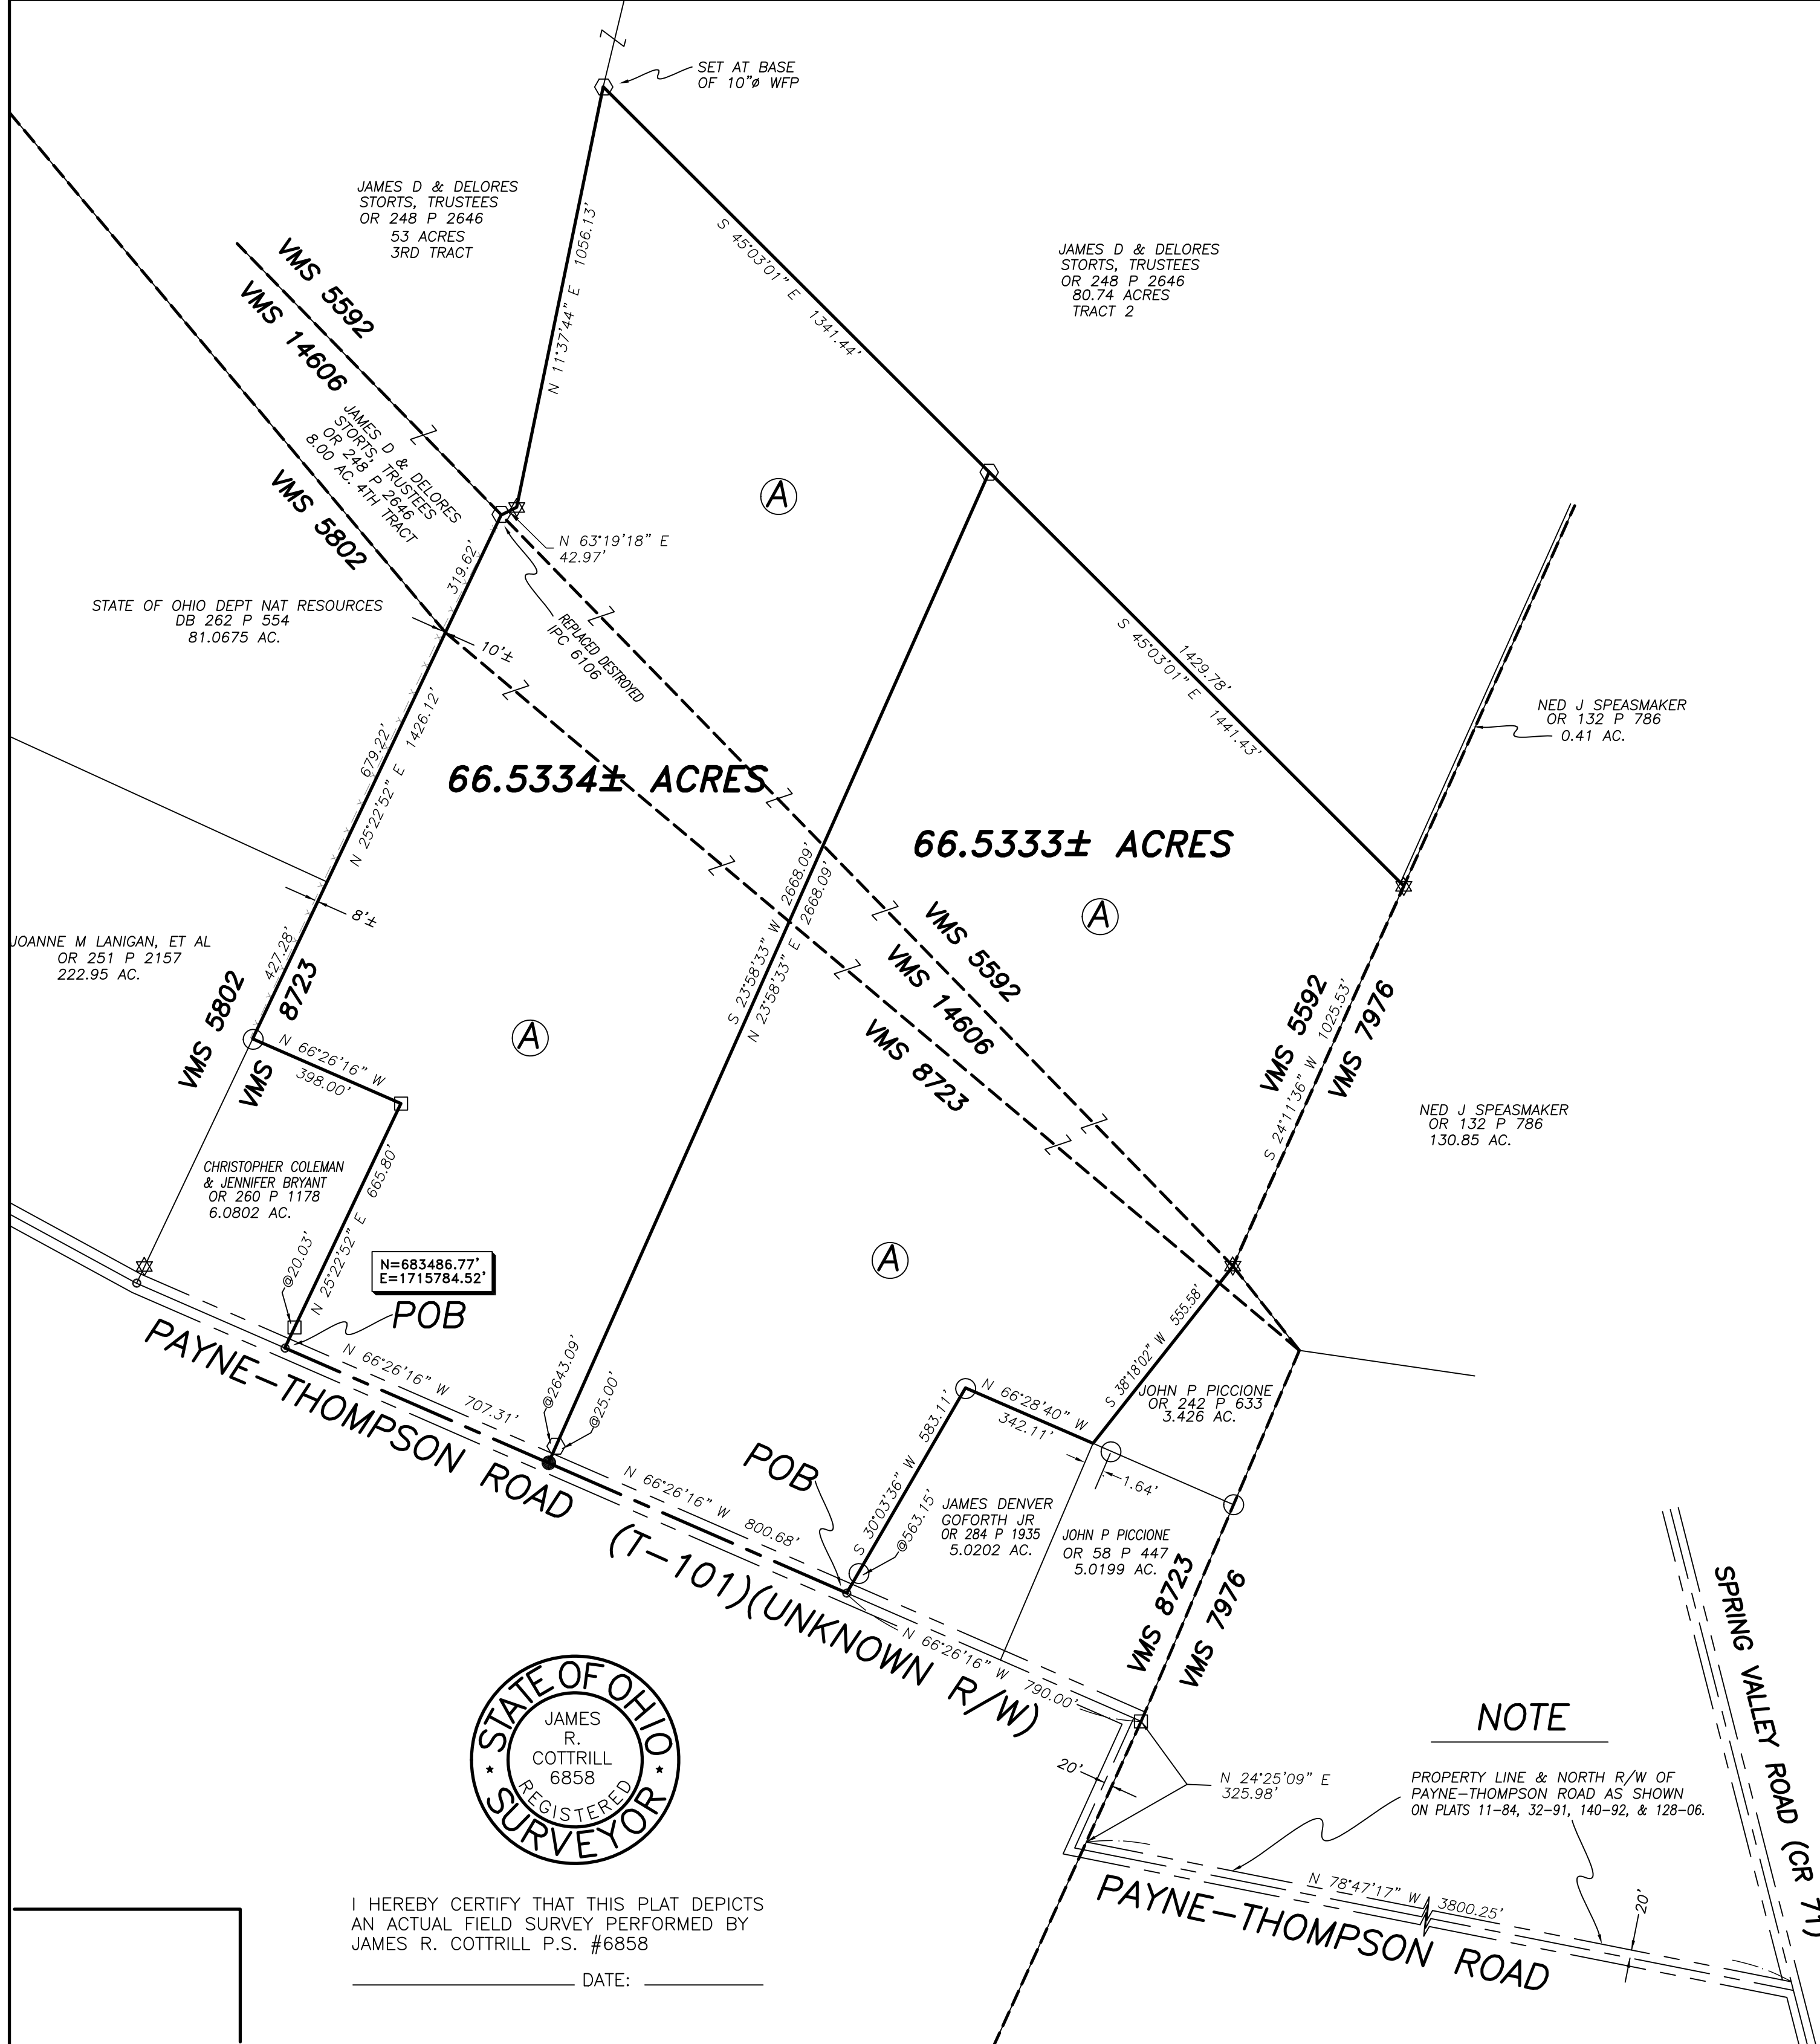 SET AT BASE
OF 10"ø WFP
JAMES D & DELORES
STORTS, TRUSTEES
OR 248 P 2646
53 ACRES
3RD TRACT
N 11°37'44" E 1056.13'
S 45°03'01" E 1341.44'
JAMES D & DELORES
STORTS, TRUSTEES
OR 248 P 2646
80.74 ACRES
TRACT 2
VMS 5592
VMS 14606
JAMES D & DELORES
STORTS, TRUSTEES
OR 248 P 2646
8.00 AC. 4TH TRACT
VMS 5802
A
N 63°19'18" E
42.97'
319.62'
REPLACED DESTROYED
IPC 6106
STATE OF OHIO DEPT NAT RESOURCES
DB 262 P 554
81.0675 AC.
10'±
679.22'
N 25°22'52" E 1426.12'
66.5334± ACRES
1429.78'
S 45°03'01" E 1441.43'
NED J SPEASMAKER
OR 132 P 786
0.41 AC.
66.5333± ACRES
8'±
427.28'
JOANNE M LANIGAN, ET AL
OR 251 P 2157
222.95 AC.
S 23°58'33" W 2668.09'
N 23°58'33" E 2668.09'
A
VMS 5592
VMS 14606
VMS 8723
VMS 5802
VMS 8723
A
N 66°26'16" W
398.00'
VMS 5592
S 24°11'36" W 1025.53'
VMS 7976
NED J SPEASMAKER
OR 132 P 786
130.85 AC.
CHRISTOPHER COLEMAN
& JENNIFER BRYANT
OR 260 P 1178
6.0802 AC.
@20.03'
N 25°22'52" E 665.80'
N=683486.77'
E=1715784.52'
POB
A
S 38°18'02" W 555.58'
N 66°26'16" W 707.31'
@2643.09'
@25.00'
PAYNE-THOMPSON ROAD (T-101)(UNKNOWN R/W)
N 66°26'16" W 800.68'
POB
S 30°03'36" W 583.11'
@563.15'
N 66°28'40" W
342.11'
JOHN P PICCIONE
OR 242 P 633
3.426 AC.
1.64'
JAMES DENVER
GOFORTH JR
OR 284 P 1935
5.0202 AC.
JOHN P PICCIONE
OR 58 P 447
5.0199 AC.
N 66°26'16" W 790.00'
VMS 8723
VMS 7976
SPRING VALLEY ROAD (CR 71)
STATE OF OHIO
JAMES
R.
COTTRILL
6858
REGISTERED
SURVEYOR
20'
N 24°25'09" E
325.98'
NOTE
PROPERTY LINE & NORTH R/W OF
PAYNE-THOMPSON ROAD AS SHOWN
ON PLATS 11-84, 32-91, 140-92, & 128-06.
N 78°47'17" W 3800.25'
20'
PAYNE-THOMPSON ROAD
I HEREBY CERTIFY THAT THIS PLAT DEPICTS
AN ACTUAL FIELD SURVEY PERFORMED BY
JAMES R. COTTRILL P.S. #6858
DATE: